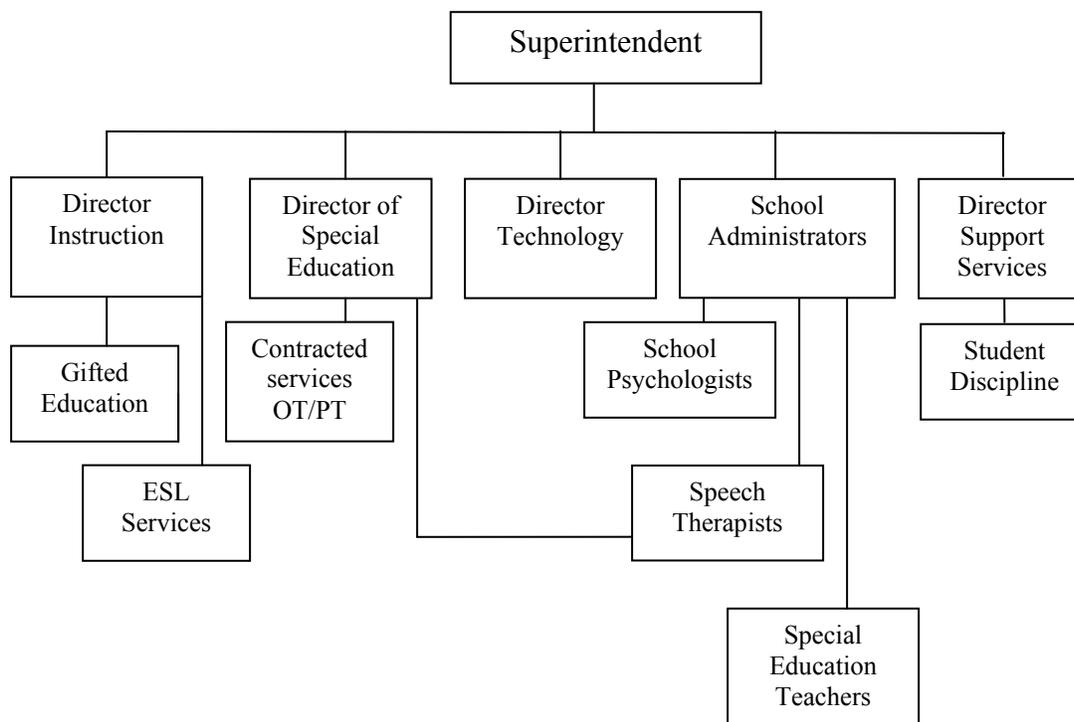 Superintendent
Director
Instruction
Director of
Special
Education
Director
Technology
School
Administrators
Director
Support
Services
Gifted
Education
Contracted
services
OT/PT
School
Psychologists
Student
Discipline
ESL
Services
Speech
Therapists
Special
Education
Teachers